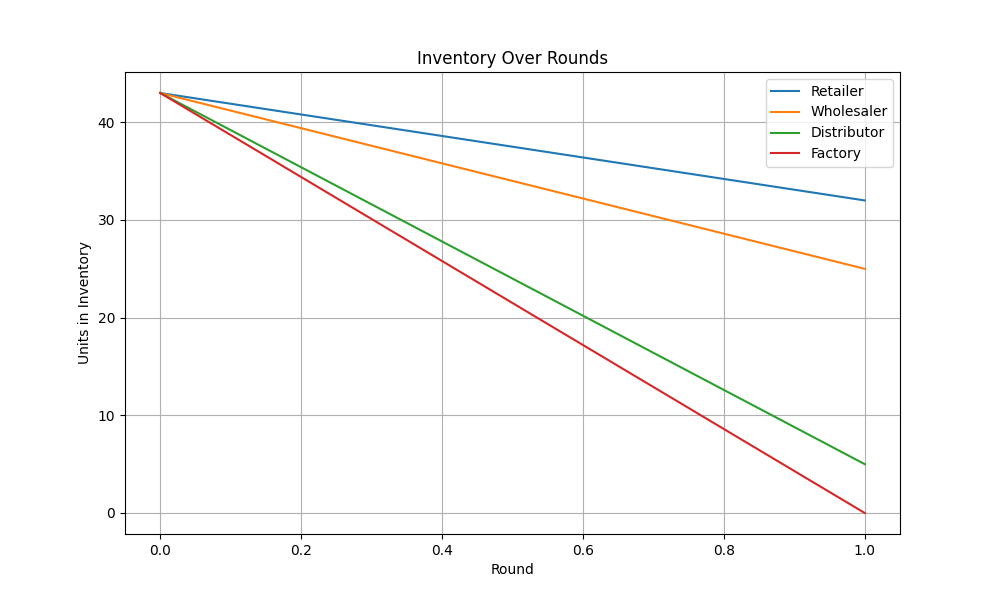 Inventory Over Rounds
Retailer
Wholesaler
Distributor
Factory
Units in Inventory
40
30
20
10
0
0.0 0.2 0.4 0.6 0.8 1.0
Round